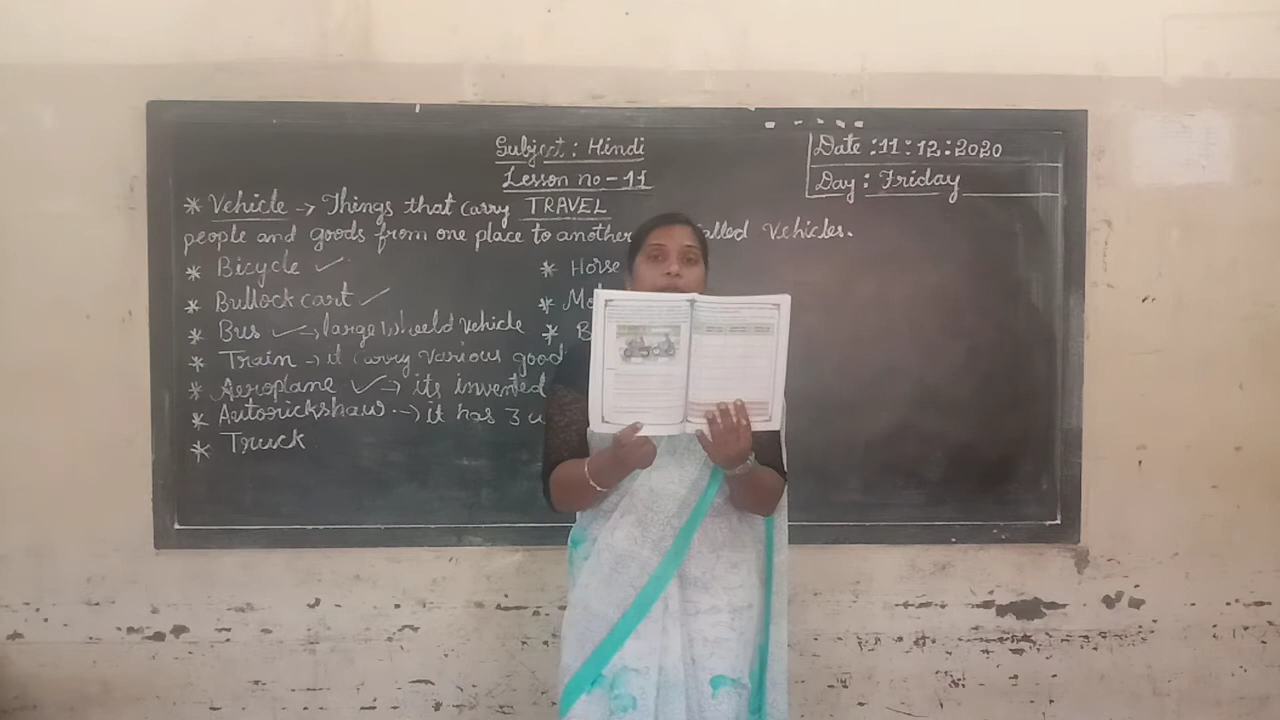 Subject : Hindi
Lesson no - 11
Date : 11 : 12 : 2020
Day : Friday
* Vehicle -> Things that carry TRAVEL
people and goods from one place to another called Vehicles.
* Bicycle ✓
* Bullock cart ✓
* Bus ✓ -> large wheeld vehicle
* Train -> it carry various good
* Aeroplane ✓ -> its invented
* Autorickshaw -> it has 3
* Truck
* Horse
*
* B